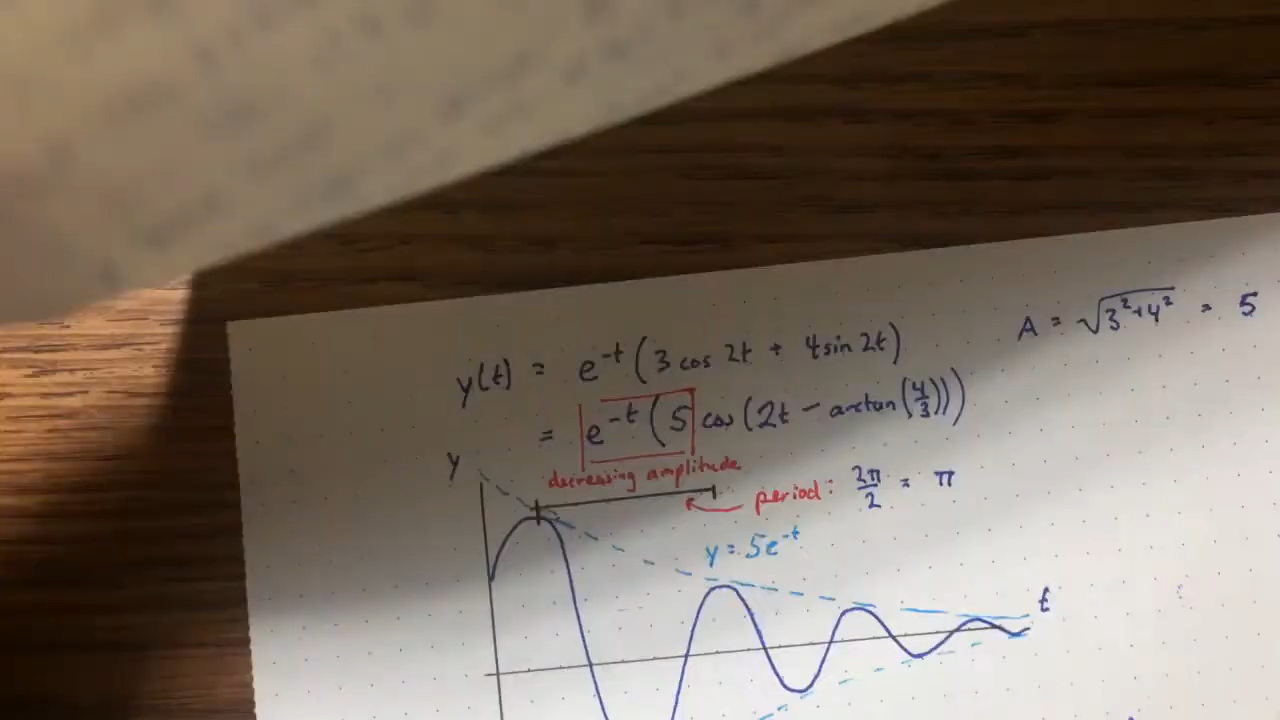 y(t) = e^{-t} (3 cos 2t + 4 sin 2t)
A = √(3²+4²) = 5
= e^{-t} (5 cos (2t - arctan (4/3)))
y
decreasing amplitude
period: 2π/2 = π
y = 5e^{-t}
t